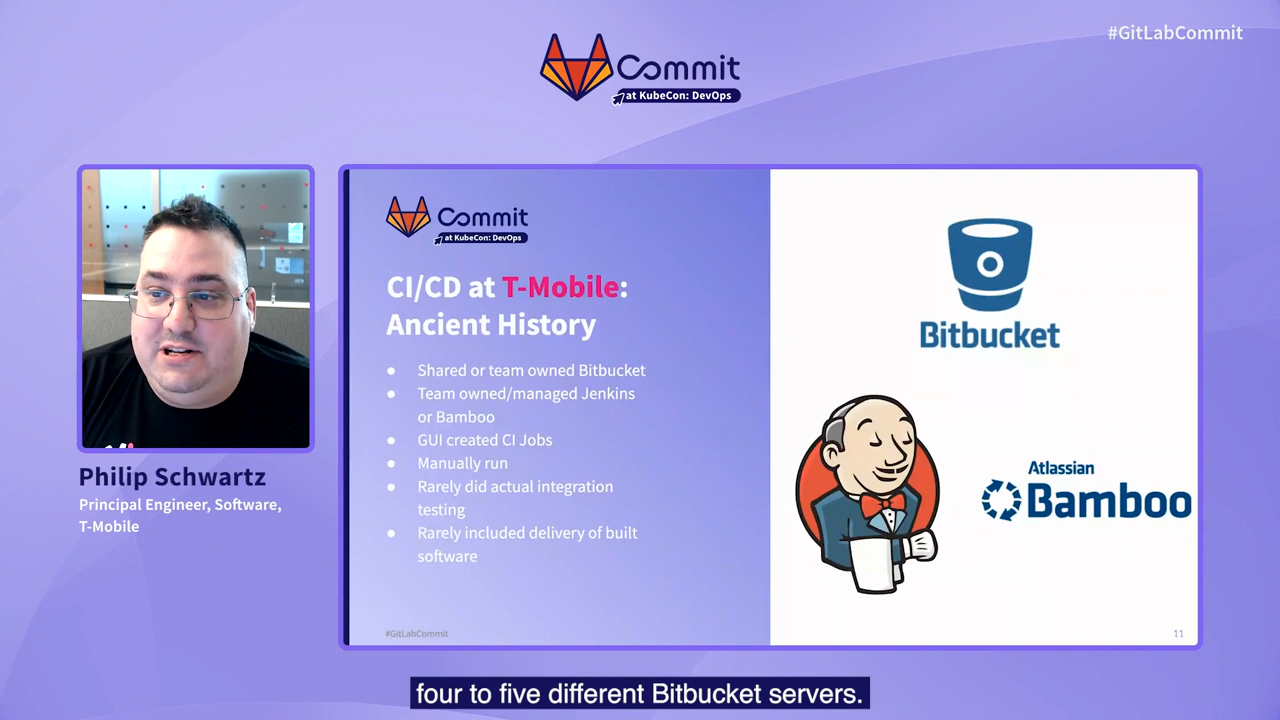 #GitLabCommit
Commit
at KubeCon: DevOps
Commit
at KubeCon: DevOps
CI/CD at T-Mobile:
Ancient History
● Shared or team owned Bitbucket
● Team owned/managed Jenkins
or Bamboo
● GUI created CI Jobs
● Manually run
● Rarely did actual integration
testing
● Rarely included delivery of built
software
#GitLabCommit
11
Bitbucket
Atlassian
Bamboo
Philip Schwartz
Principal Engineer, Software,
T-Mobile
four to five different Bitbucket servers.